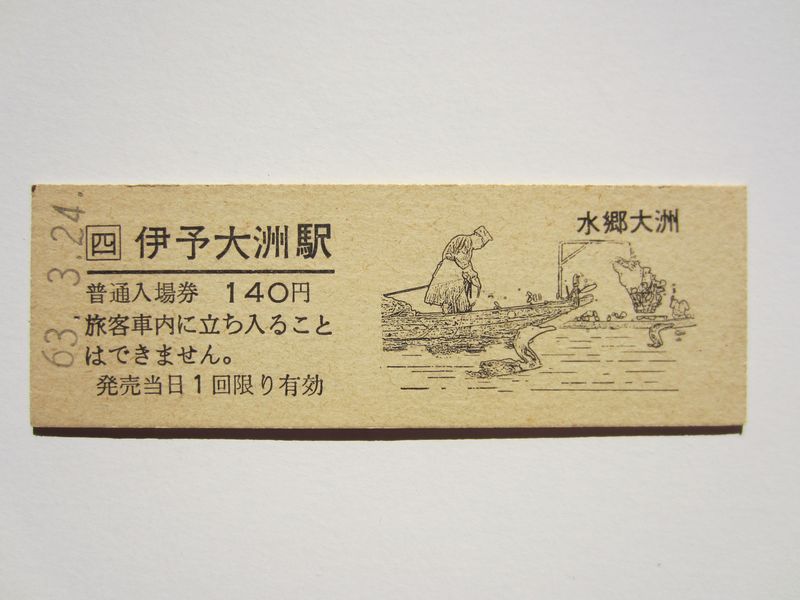 63.-3.24.
四 伊予大洲駅
普通入場券 140円
旅客車内に立ち入ること
はできません。
発売当日1回限り有効
水郷大洲